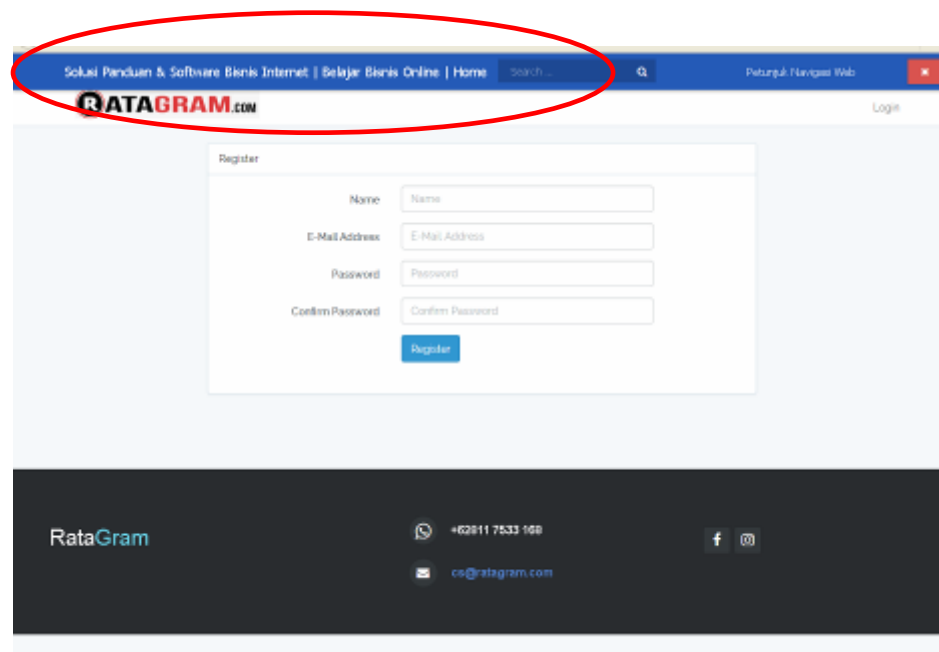 Solusi Panduan & Software Bisnis Internet | Belajar Bisnis Online | Home Search ... Petunjuk Navigasi Web
RATAGRAM.COM Login
Register
Name Name
E-Mail Address E-Mail Address
Password Password
Confirm Password Confirm Password
Register
RataGram
+62811 7533 168
cs@ratagram.com